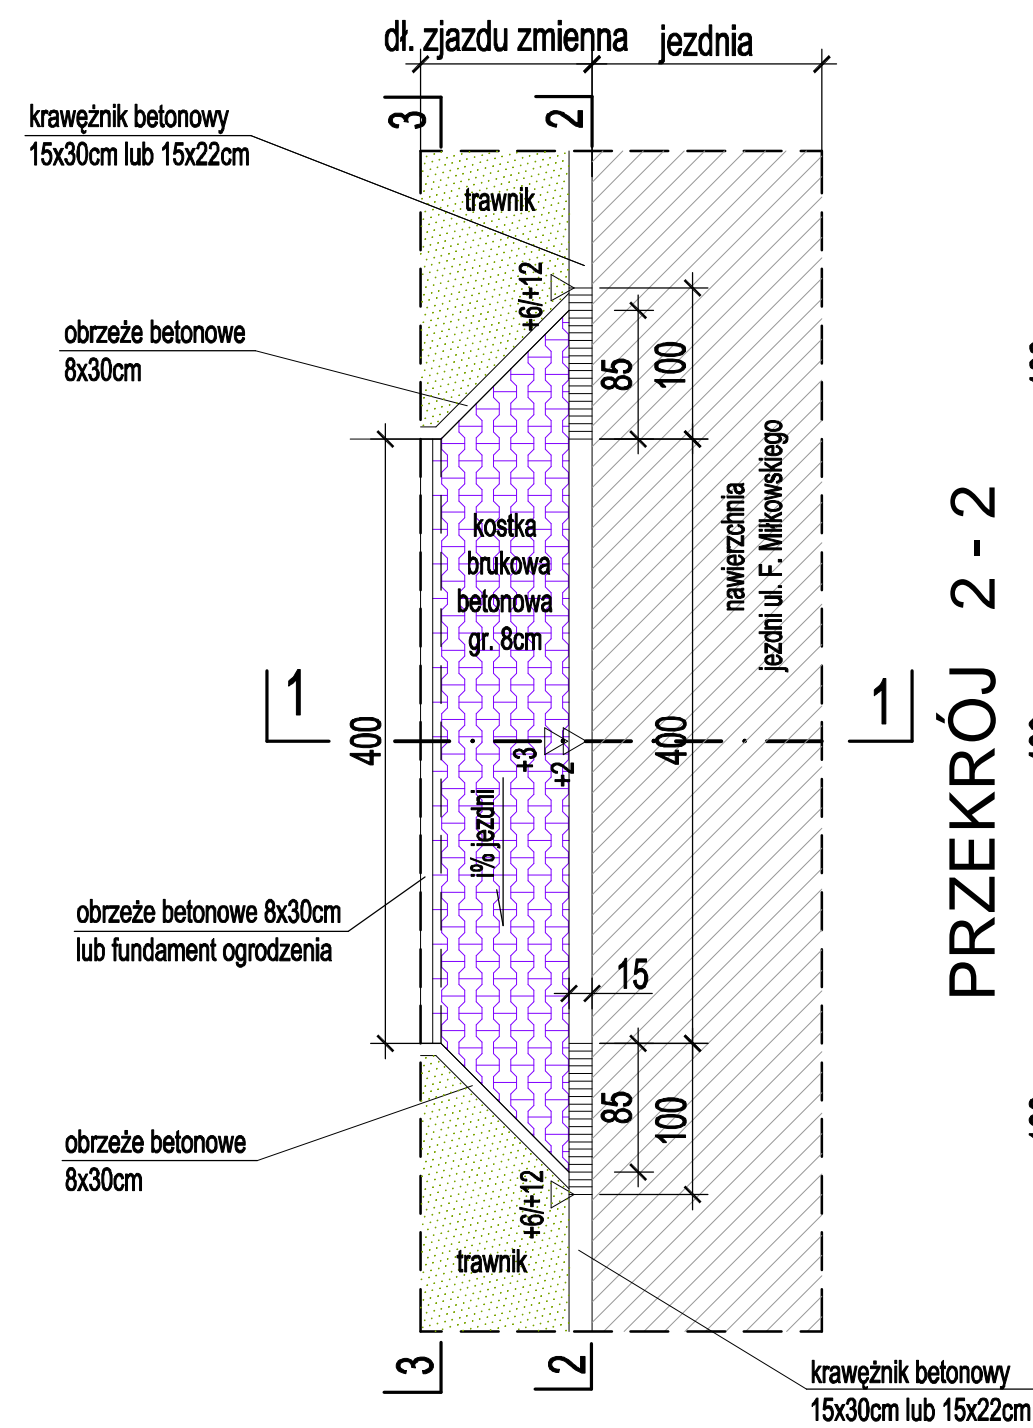 dł. zjazdu zmienna
jezdnia
3
2
krawężnik betonowy
15x30cm lub 15x22cm
trawnik
+6/+12
obrzeże betonowe
8x30cm
85
100
kostka
brukowa
betonowa
gr. 8cm
nawierzchnia
jezdni ul. F. Miłkowskiego
PRZEKRÓJ 2 - 2
1
1
400
+3
+2
400
i% jezdni
obrzeże betonowe 8x30cm
lub fundament ogrodzenia
15
85
100
obrzeże betonowe
8x30cm
+6/+12
trawnik
3
2
krawężnik betonowy
15x30cm lub 15x22cm